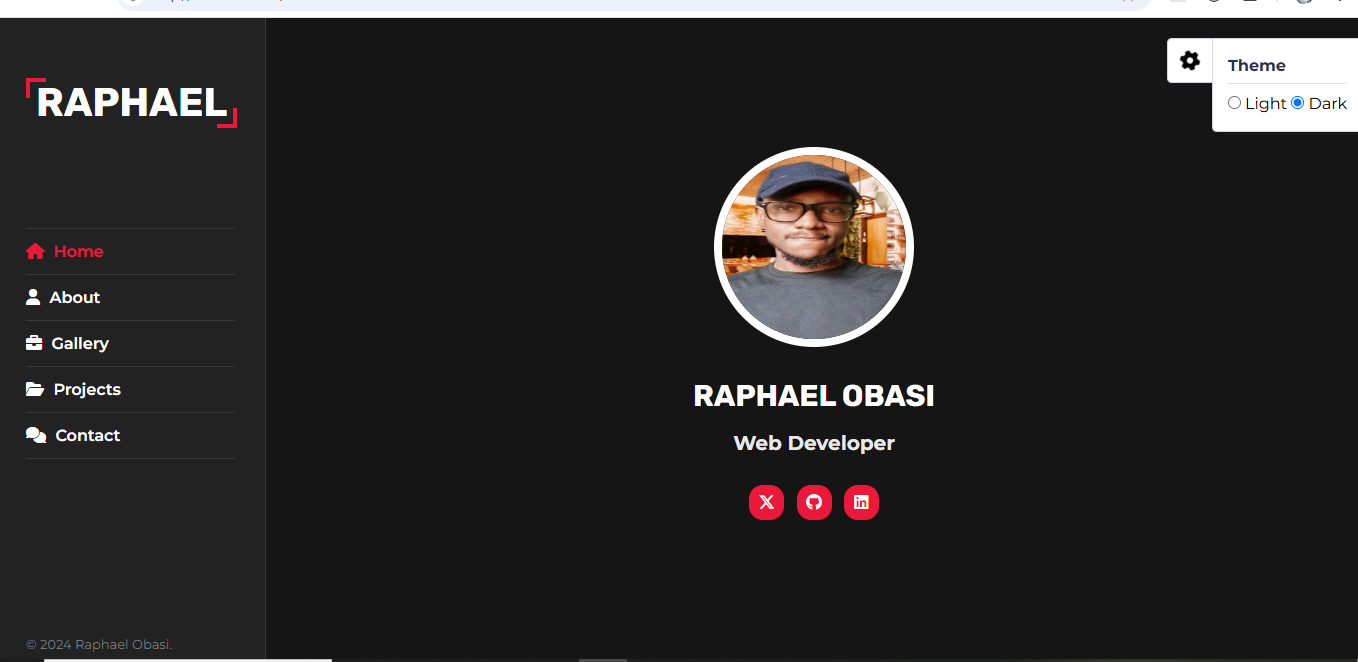 RAPHAEL
Home
About
Gallery
Projects
Contact
© 2024 Raphael Obasi.
Theme
Light Dark
RAPHAEL OBASI
Web Developer